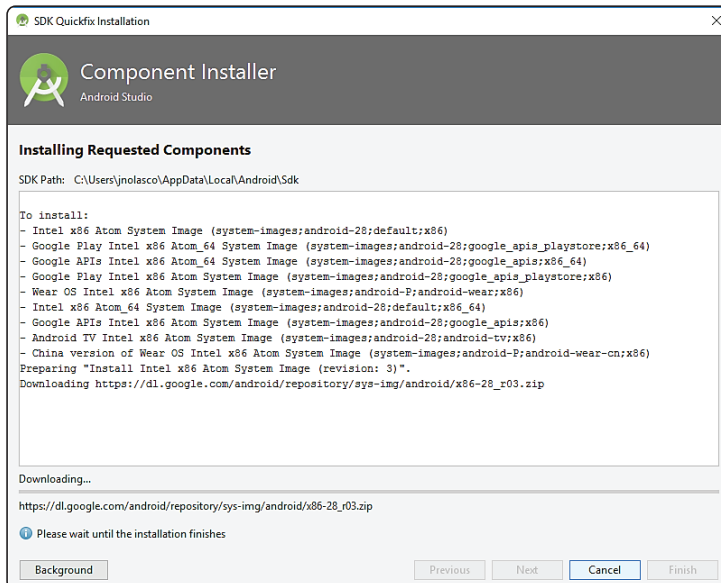 SDK Quickfix Installation
Component Installer
Android Studio
Installing Requested Components
SDK Path: C:\Users\jnolasco\AppData\Local\Android\Sdk
To install:
- Intel x86 Atom System Image (system-images;android-28;default;x86)
- Google Play Intel x86 Atom_64 System Image (system-images;android-28;google_apis_playstore;x86_64)
- Google APIs Intel x86 Atom_64 System Image (system-images;android-28;google_apis;x86_64)
- Google Play Intel x86 Atom System Image (system-images;android-28;google_apis_playstore;x86)
- Wear OS Intel x86 Atom System Image (system-images;android-P;android-wear;x86)
- Intel x86 Atom_64 System Image (system-images;android-28;default;x86_64)
- Google APIs Intel x86 Atom System Image (system-images;android-28;google_apis;x86)
- Android TV Intel x86 Atom System Image (system-images;android-28;android-tv;x86)
- China version of Wear OS Intel x86 Atom System Image (system-images;android-P;android-wear-cn;x86)
Preparing "Install Intel x86 Atom System Image (revision: 3)".
Downloading https://dl.google.com/android/repository/sys-img/android/x86-28_r03.zip
Downloading...
https://dl.google.com/android/repository/sys-img/android/x86-28_r03.zip
Please wait until the installation finishes
Background Previous Next Cancel Finish